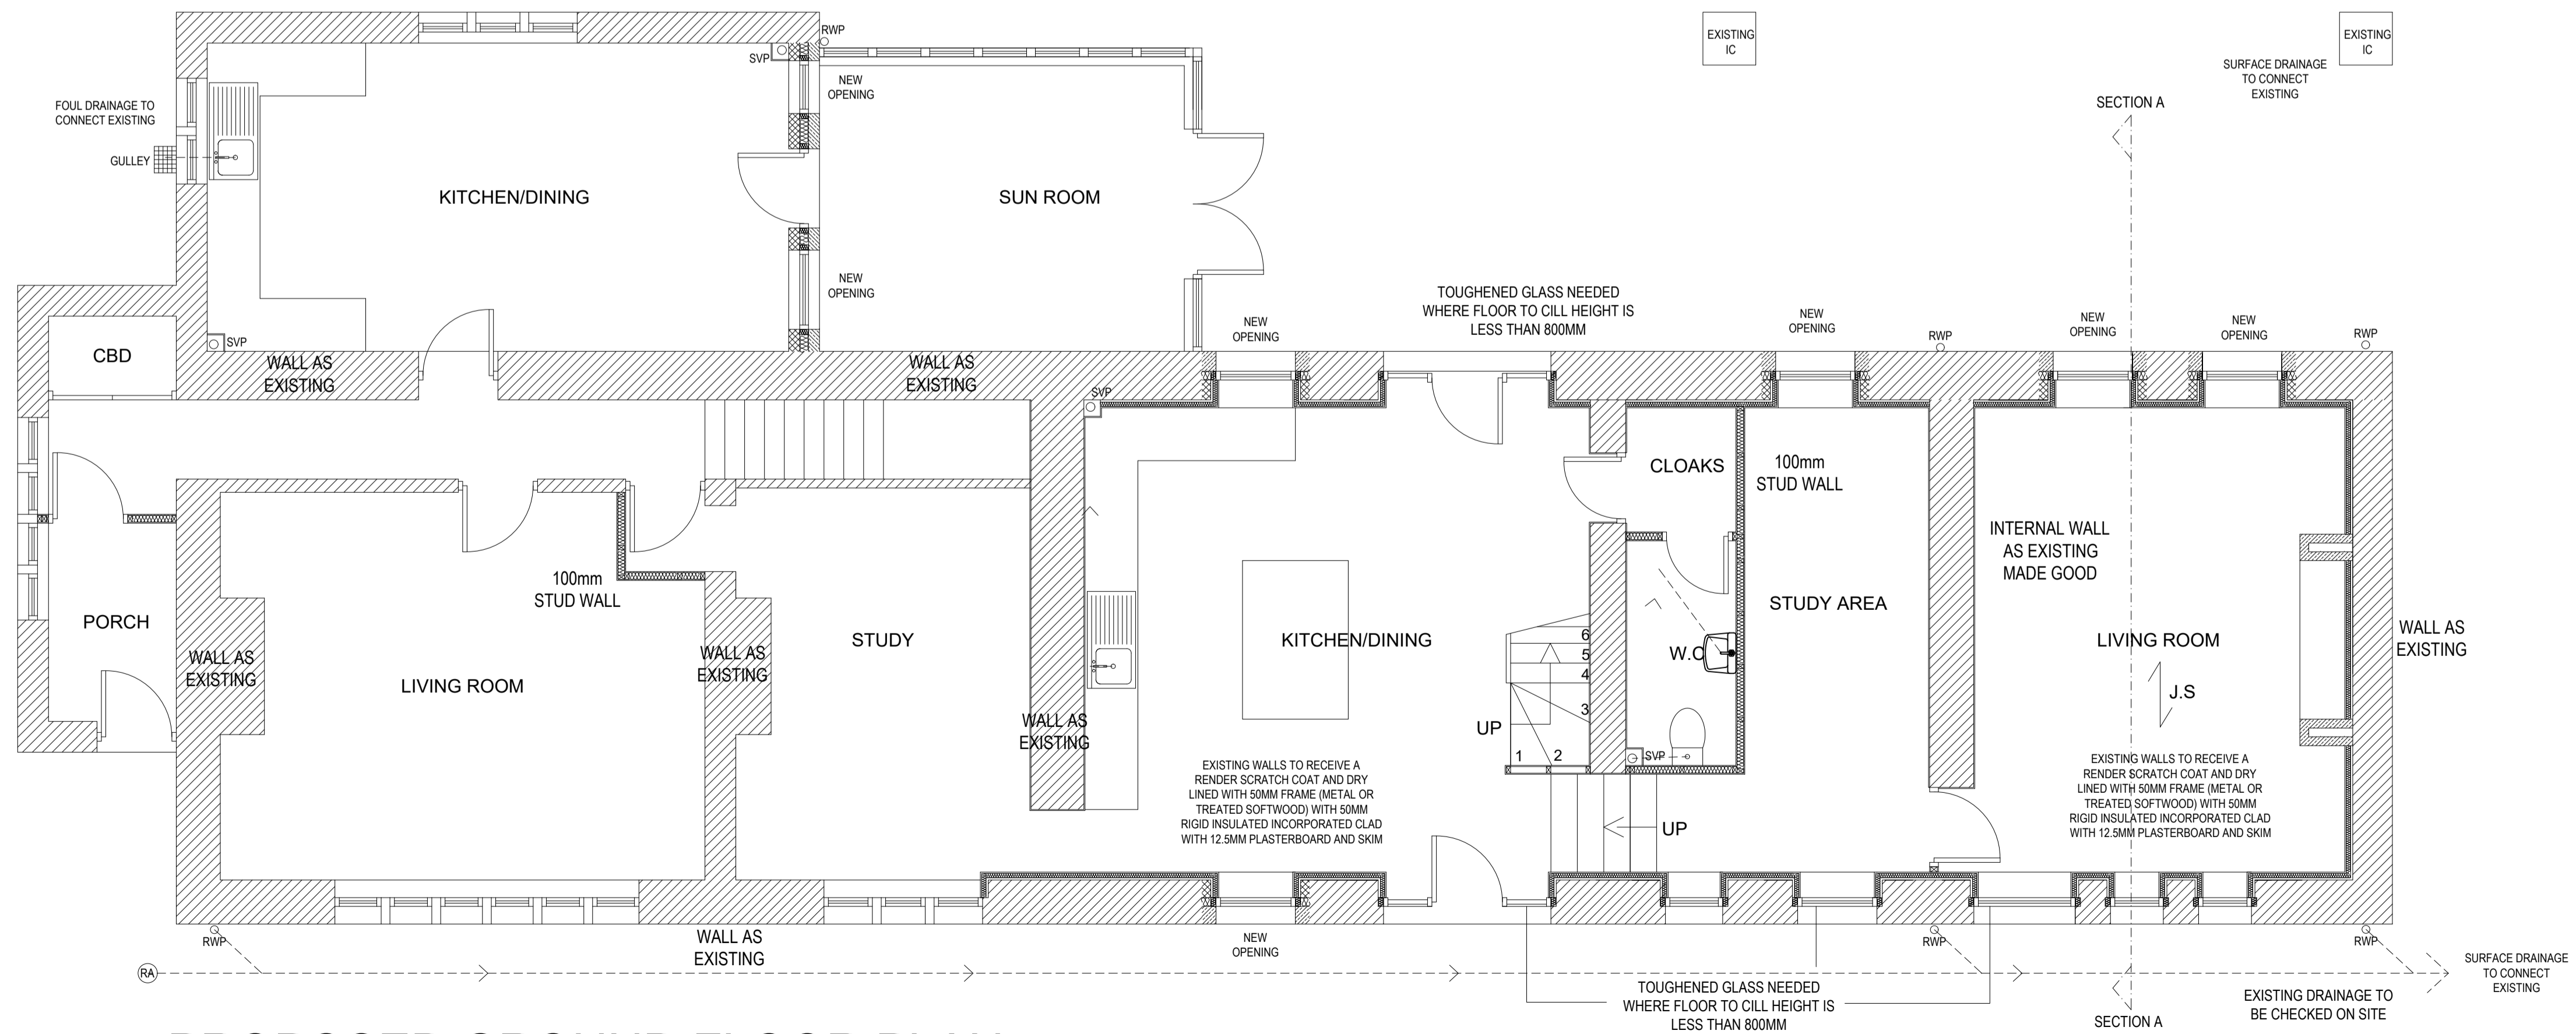 EXISTING
IC
EXISTING
IC
RWP
SVP
NEW
OPENING
SURFACE DRAINAGE
TO CONNECT
EXISTING
SECTION A
FOUL DRAINAGE TO
CONNECT EXISTING
GULLEY
KITCHEN/DINING
SUN ROOM
NEW
OPENING
TOUGHENED GLASS NEEDED
WHERE FLOOR TO CILL HEIGHT IS
LESS THAN 800MM
NEW
OPENING
NEW
OPENING
NEW
OPENING
NEW
OPENING
RWP
RWP
SVP
CBD
WALL AS
EXISTING
WALL AS
EXISTING
SVP
CLOAKS
100mm
STUD WALL
INTERNAL WALL
AS EXISTING
MADE GOOD
100mm
STUD WALL
STUDY AREA
PORCH
STUDY
KITCHEN/DINING
LIVING ROOM
WALL AS
EXISTING
WALL AS
EXISTING
WALL AS
EXISTING
LIVING ROOM
6
5
4
3
W.C
J.S
UP
1 2
WALL AS
EXISTING
SVP
EXISTING WALLS TO RECEIVE A
RENDER SCRATCH COAT AND DRY
LINED WITH 50MM FRAME (METAL OR
TREATED SOFTWOOD) WITH 50MM
RIGID INSULATED INCORPORATED CLAD
WITH 12.5MM PLASTERBOARD AND SKIM
UP
EXISTING WALLS TO RECEIVE A
RENDER SCRATCH COAT AND DRY
LINED WITH 50MM FRAME (METAL OR
TREATED SOFTWOOD) WITH 50MM
RIGID INSULATED INCORPORATED CLAD
WITH 12.5MM PLASTERBOARD AND SKIM
RWP
WALL AS
EXISTING
NEW
OPENING
RWP
RWP
RA
SURFACE DRAINAGE
TO CONNECT
EXISTING
TOUGHENED GLASS NEEDED
WHERE FLOOR TO CILL HEIGHT IS
LESS THAN 800MM
EXISTING DRAINAGE TO
BE CHECKED ON SITE
SECTION A
PROPOSED GROUND FLOOR PLAN